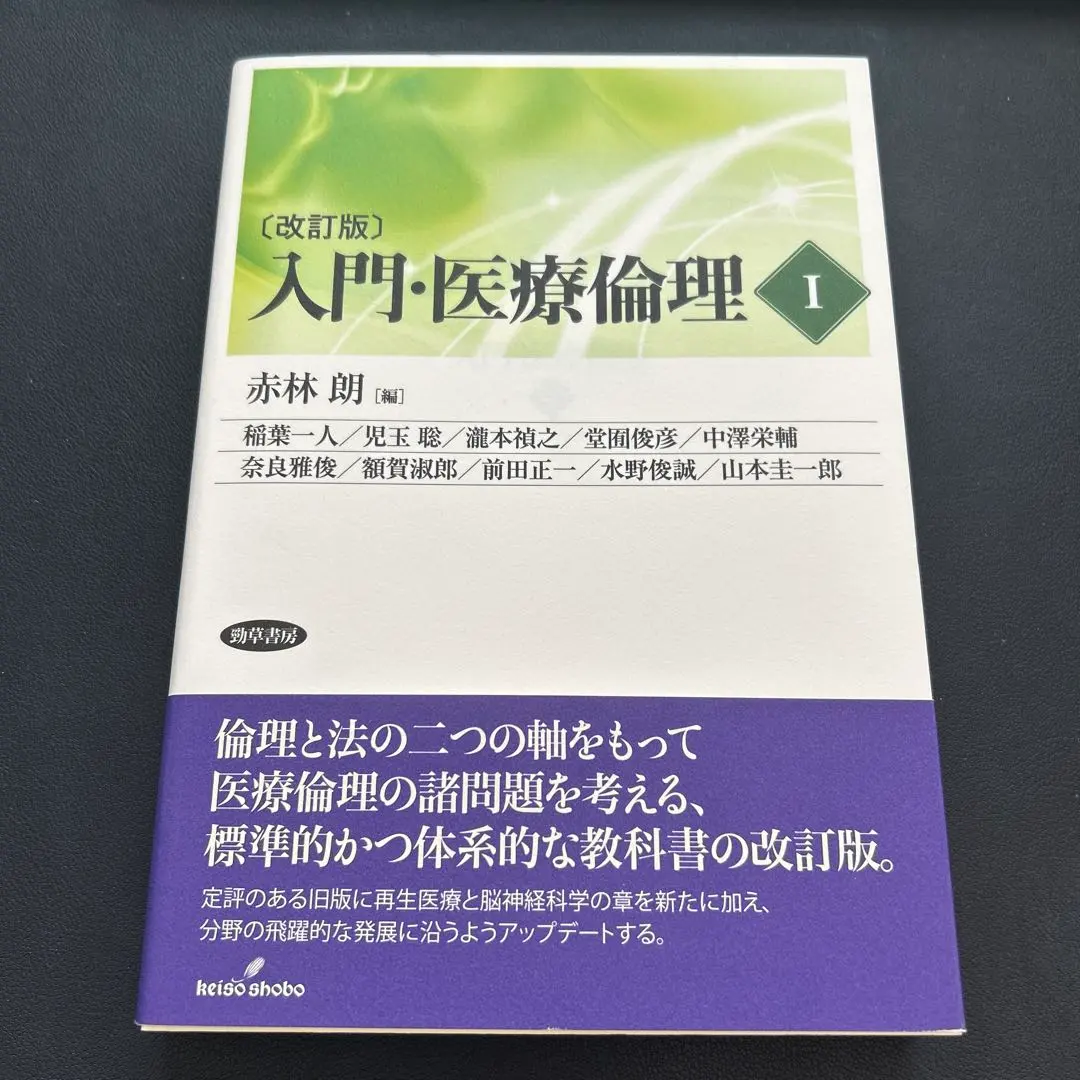 〔改訂版〕
入門・医療倫理 I
赤林 朗[編]
稲葉一人／児玉 聡／瀧本禎之／堂囿俊彦／中澤栄輔
奈良雅俊／額賀淑郎／前田正一／水野俊誠／山本圭一郎
勁草書房
倫理と法の二つの軸をもって
医療倫理の諸問題を考える、
標準的かつ体系的な教科書の改訂版。
定評のある旧版に再生医療と脳神経科学の章を新たに加え、
分野の飛躍的な発展に沿うようアップデートする。
keiso shobo